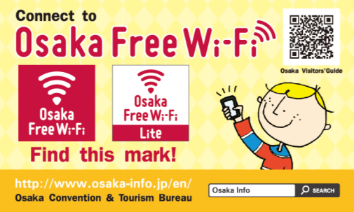 Connect to
Osaka Free Wi-Fi
Osaka Visitors' Guide
Osaka
Free Wi-Fi
Osaka
Free Wi-Fi
Lite
Find this mark!
http://www.osaka-info.jp/en/
Osaka Convention & Tourism Bureau
Osaka Info
SEARCH